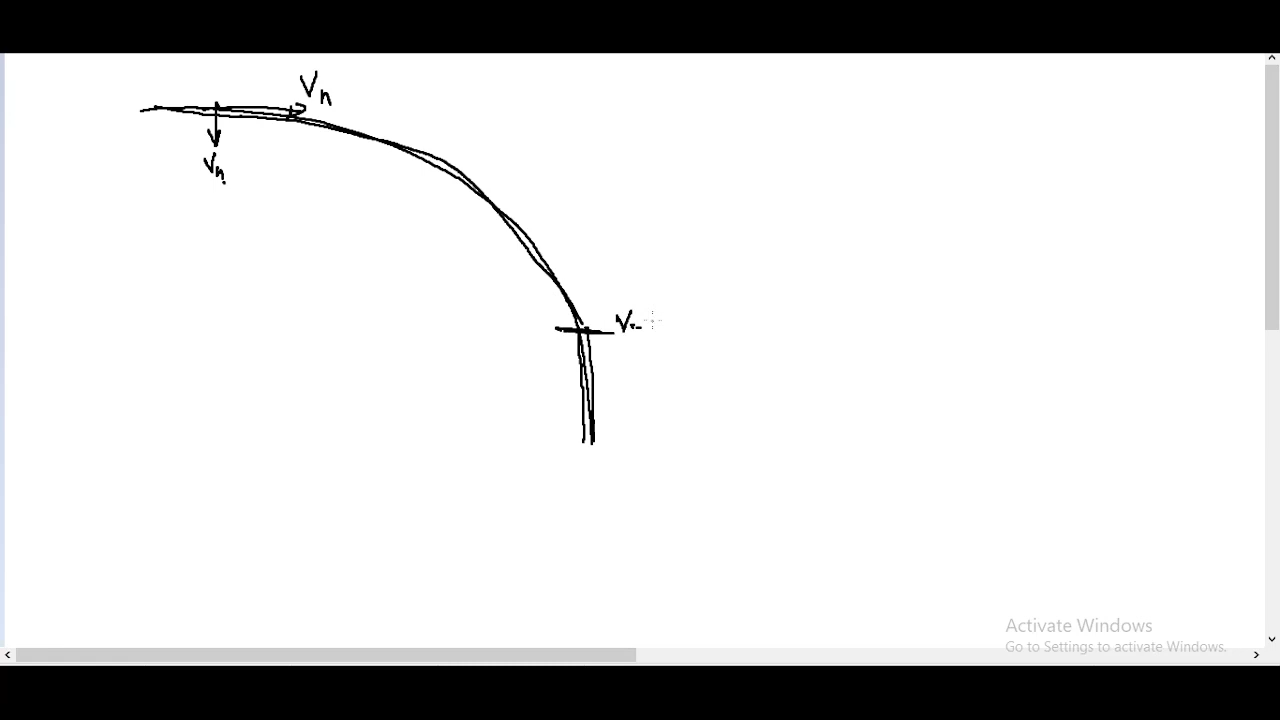 Vn
Vn
V
Activate Windows
Go to Settings to activate Windows.